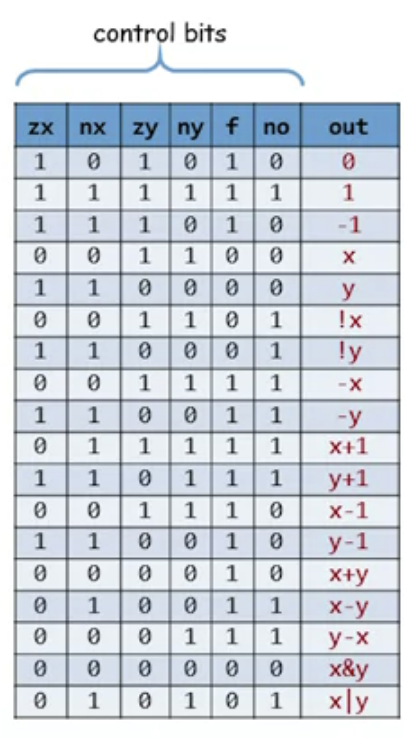 control bits
zx nx zy ny f no out
1 0 1 0 1 0 0
1 1 1 1 1 1 1
1 1 1 0 1 0 -1
0 0 1 1 0 0 x
1 1 0 0 0 0 y
0 0 1 1 0 1 !x
1 1 0 0 0 1 !y
0 0 1 1 1 1 -x
1 1 0 0 1 1 -y
0 1 1 1 1 1 x+1
1 1 0 1 1 1 y+1
0 0 1 1 1 0 x-1
1 1 0 0 1 0 y-1
0 0 0 0 1 0 x+y
0 1 0 0 1 1 x-y
0 0 0 1 1 1 y-x
0 0 0 0 0 0 x&y
0 1 0 1 0 1 x|y